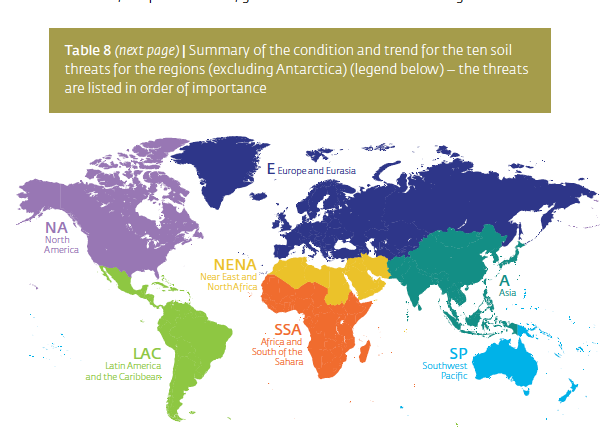 Table 8 (next page) | Summary of the condition and trend for the ten soil
threats for the regions (excluding Antarctica) (legend below) – the threats
are listed in order of importance
E Europe and Eurasia
NA
North
America
NENA
Near East and
North Africa
A
Asia
SSA
Africa and
South of the
Sahara
LAC
Latin America
and the Caribbean
SP
Southwest
Pacific